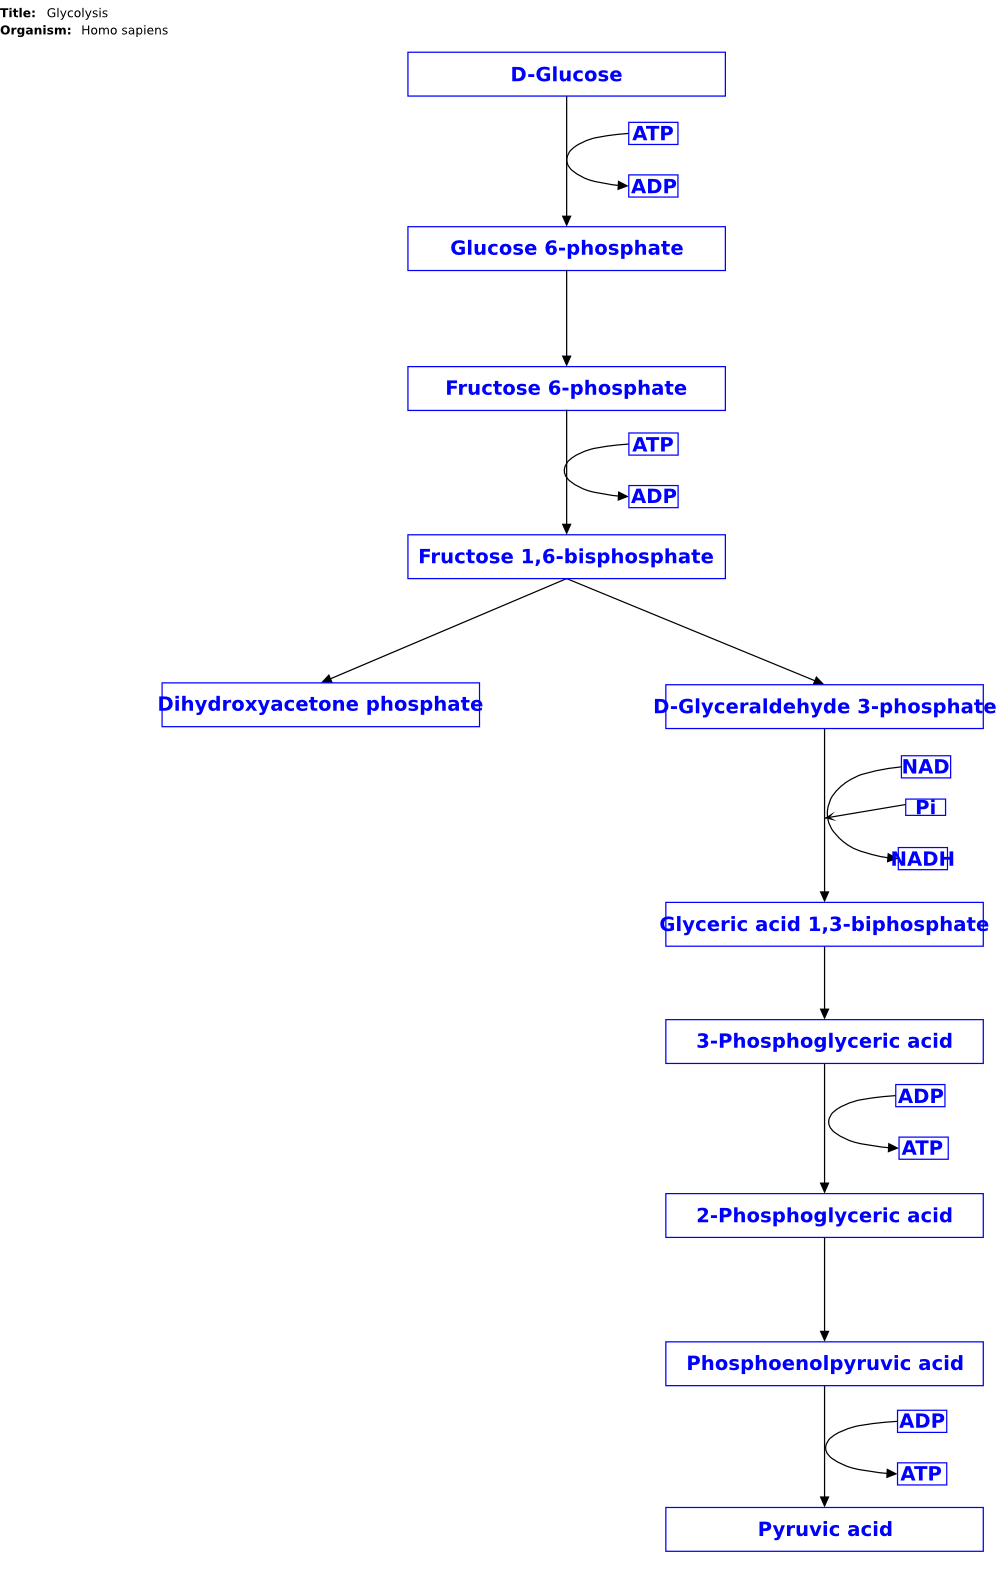 Title: Glycolysis
Organism: Homo sapiens
D-Glucose
ATP
ADP
Glucose 6-phosphate
Fructose 6-phosphate
ATP
ADP
Fructose 1,6-bisphosphate
Dihydroxyacetone phosphate
D-Glyceraldehyde 3-phosphate
NAD
Pi
NADH
Glyceric acid 1,3-biphosphate
3-Phosphoglyceric acid
ADP
ATP
2-Phosphoglyceric acid
Phosphoenolpyruvic acid
ADP
ATP
Pyruvic acid